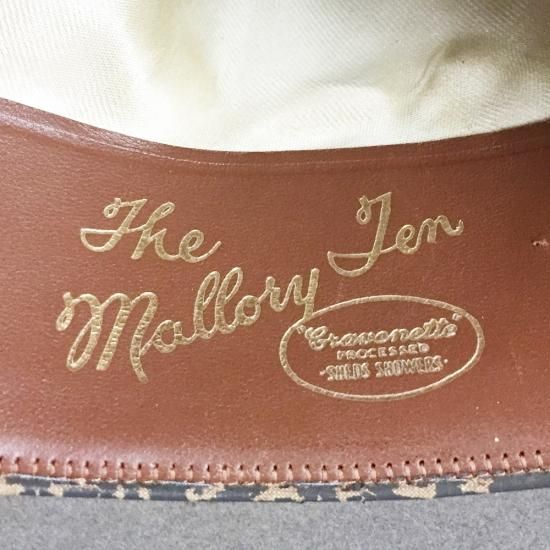 The
Mallory Ten
"Cravenette"
PROCESSED
·SHEDS SHOWERS·